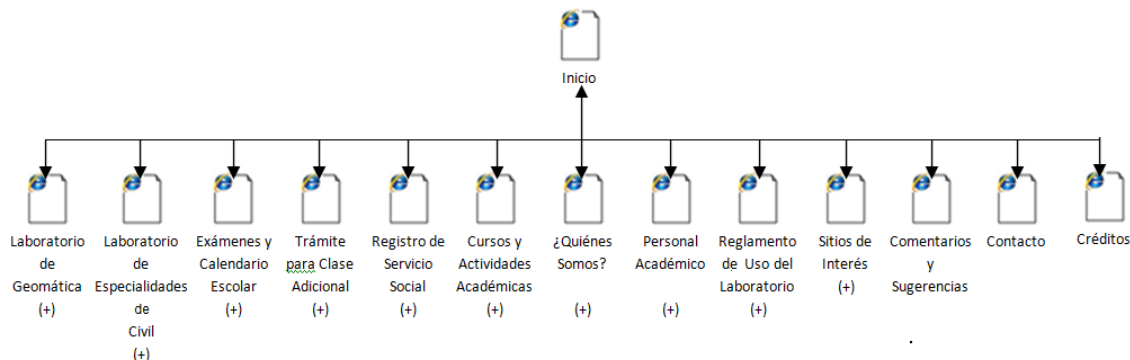 Inicio
Laboratorio
de
Geomática
(+)
Laboratorio
de
Especialidades
de
Civil
(+)
Exámenes y
Calendario
Escolar
(+)
Trámite
para Clase
Adicional
(+)
Registro de
Servicio
Social
(+)
Cursos y
Actividades
Académicas
(+)
¿Quiénes
Somos?
(+)
Personal
Académico
(+)
Reglamento
de Uso del
Laboratorio
(+)
Sitios de
Interés
(+)
Comentarios
y
Sugerencias
Contacto
.
Créditos